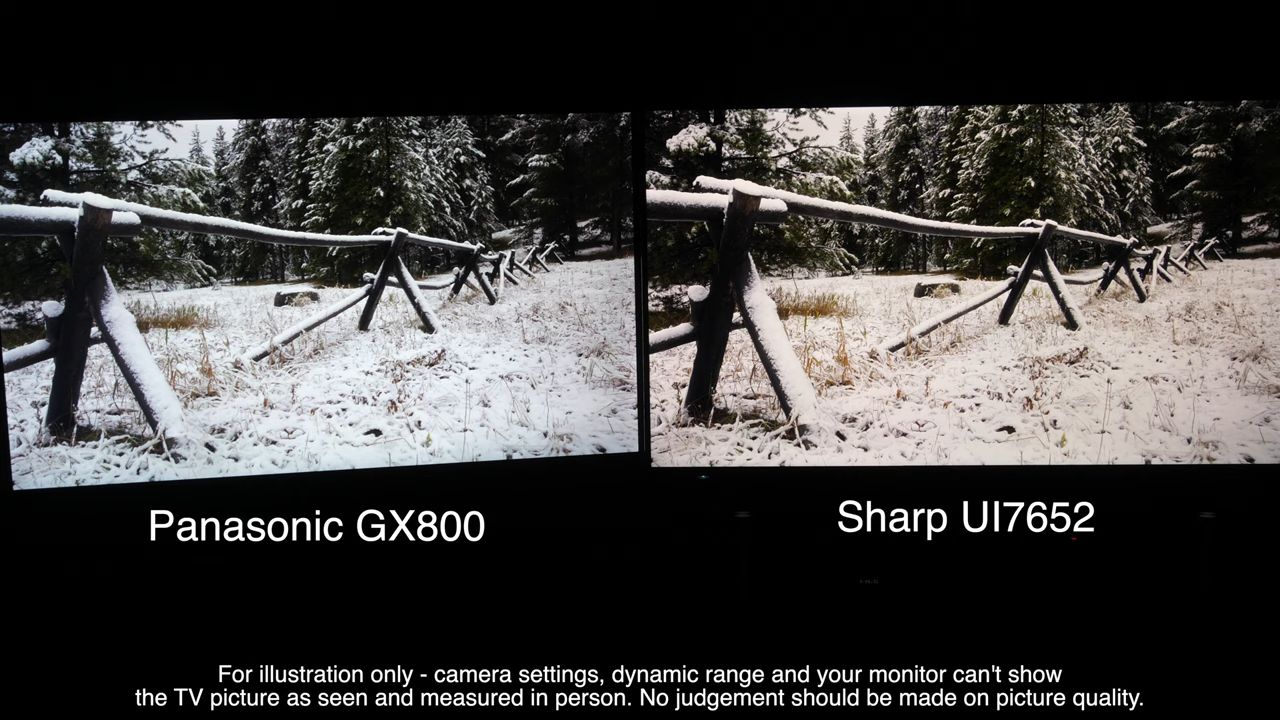 Panasonic GX800
Sharp UI7652
For illustration only - camera settings, dynamic range and your monitor can't show
the TV picture as seen and measured in person. No judgement should be made on picture quality.